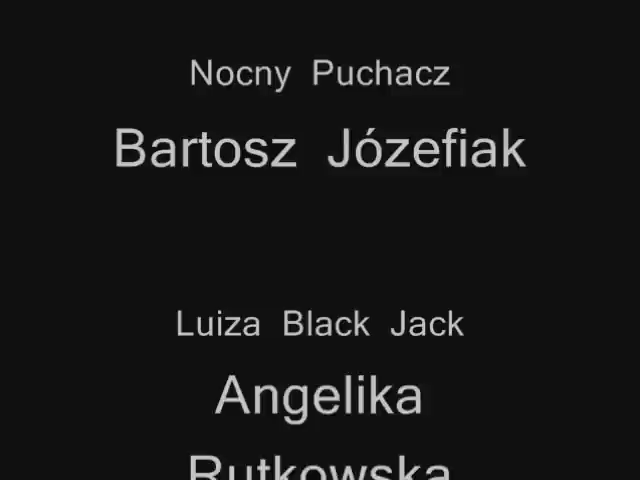 Nocny Puchacz
Bartosz Józefiak
Luiza Black Jack
Angelika
Rutkowska